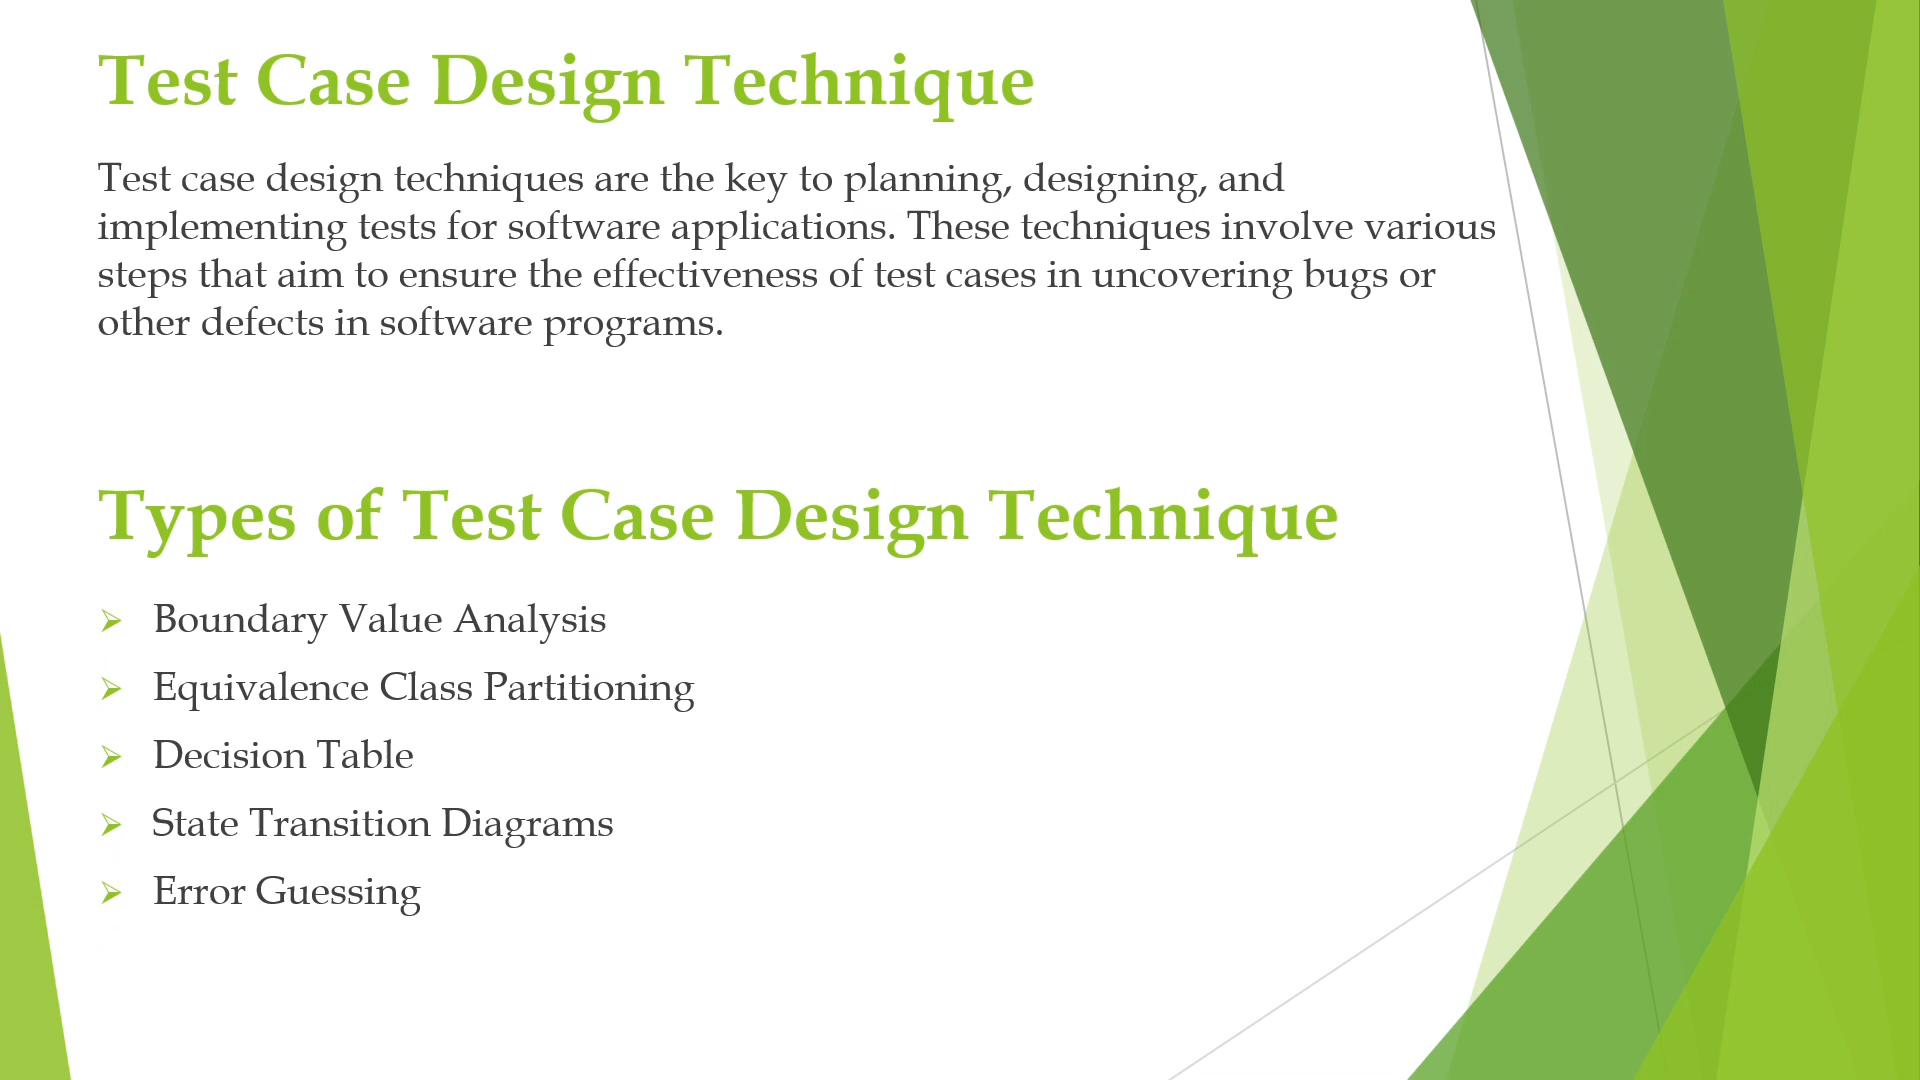 Test Case Design Technique
Test case design techniques are the key to planning, designing, and
implementing tests for software applications. These techniques involve various
steps that aim to ensure the effectiveness of test cases in uncovering bugs or
other defects in software programs.
Types of Test Case Design Technique
Boundary Value Analysis
Equivalence Class Partitioning
Decision Table
State Transition Diagrams
Error Guessing